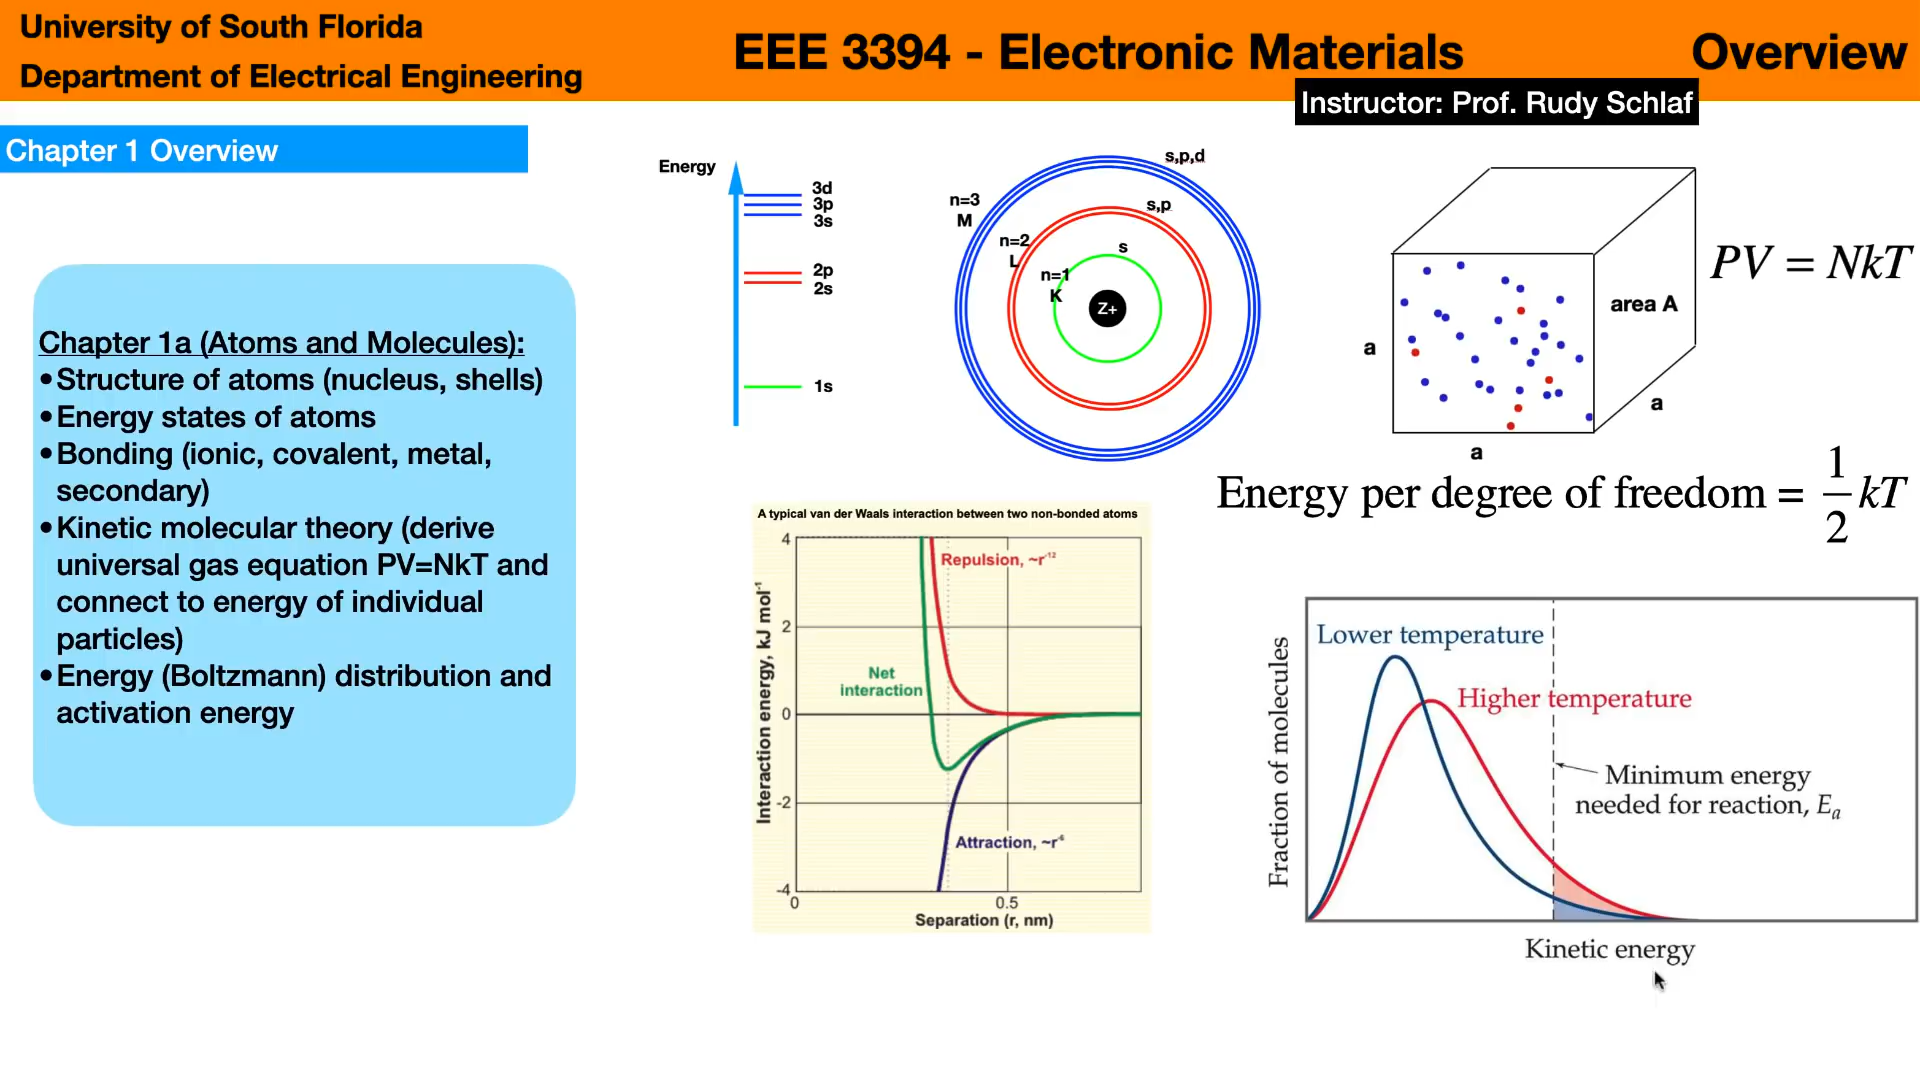 University of South Florida
Department of Electrical Engineering
EEE 3394 - Electronic Materials
Overview
Instructor: Prof. Rudy Schlaf
Chapter 1 Overview
Chapter 1a (Atoms and Molecules):
•Structure of atoms (nucleus, shells)
•Energy states of atoms
•Bonding (ionic, covalent, metal,
secondary)
•Kinetic molecular theory (derive
universal gas equation PV=NkT and
connect to energy of individual
particles)
•Energy (Boltzmann) distribution and
activation energy
Energy
3d
3p
3s
2p
2s
1s
s,p,d
n=3
M
s,p
n=2
L
s
n=1
K
Z+
area A
a
a
a
PV = NkT
Energy per degree of freedom = 1/2 kT
A typical van der Waals interaction between two non-bonded atoms
Interaction energy, kJ mol⁻¹
4
2
0
-2
-4
Repulsion, ~r⁻¹²
Net
interaction
Attraction, ~r⁻⁶
0
0.5
Separation (r, nm)
Fraction of molecules
Lower temperature
Higher temperature
Minimum energy
needed for reaction, Eₐ
Kinetic energy